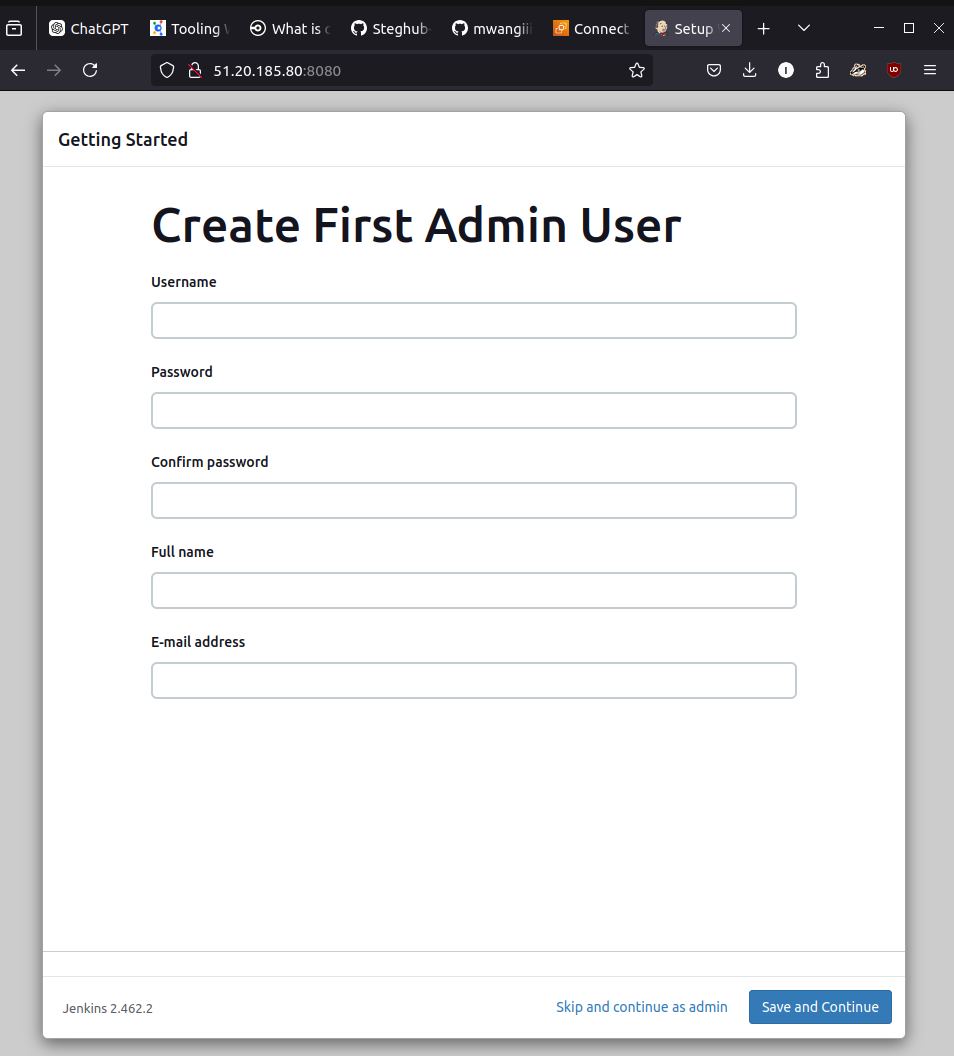 ChatGPT Tooling What is Steghub mwangii Connect Setup
51.20.185.80:8080
Getting Started
Create First Admin User
Username
Password
Confirm password
Full name
E-mail address
Jenkins 2.462.2 Skip and continue as admin Save and Continue